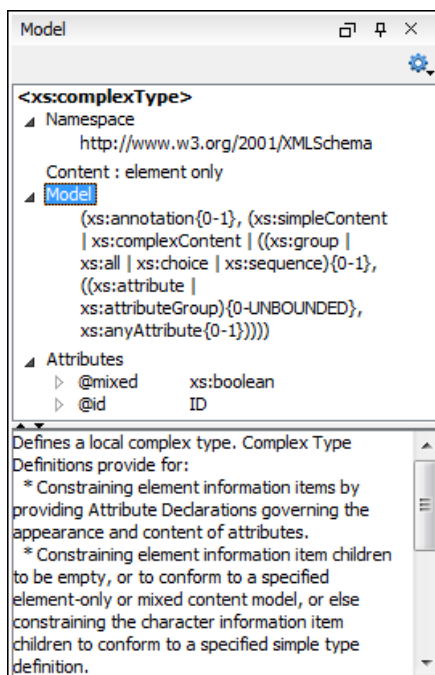 Model
<xs:complexType>
Namespace
http://www.w3.org/2001/XMLSchema
Content : element only
Model
(xs:annotation{0-1}, (xs:simpleContent
| xs:complexContent | ((xs:group |
xs:all | xs:choice | xs:sequence){0-1},
((xs:attribute |
xs:attributeGroup){0-UNBOUNDED},
xs:anyAttribute{0-1}))))
Attributes
@mixed xs:boolean
@id ID
Defines a local complex type. Complex Type
Definitions provide for:
* Constraining element information items by
providing Attribute Declarations governing the
appearance and content of attributes.
* Constraining element information item children
to be empty, or to conform to a specified
element-only or mixed content model, or else
constraining the character information item
children to conform to a specified simple type
definition.